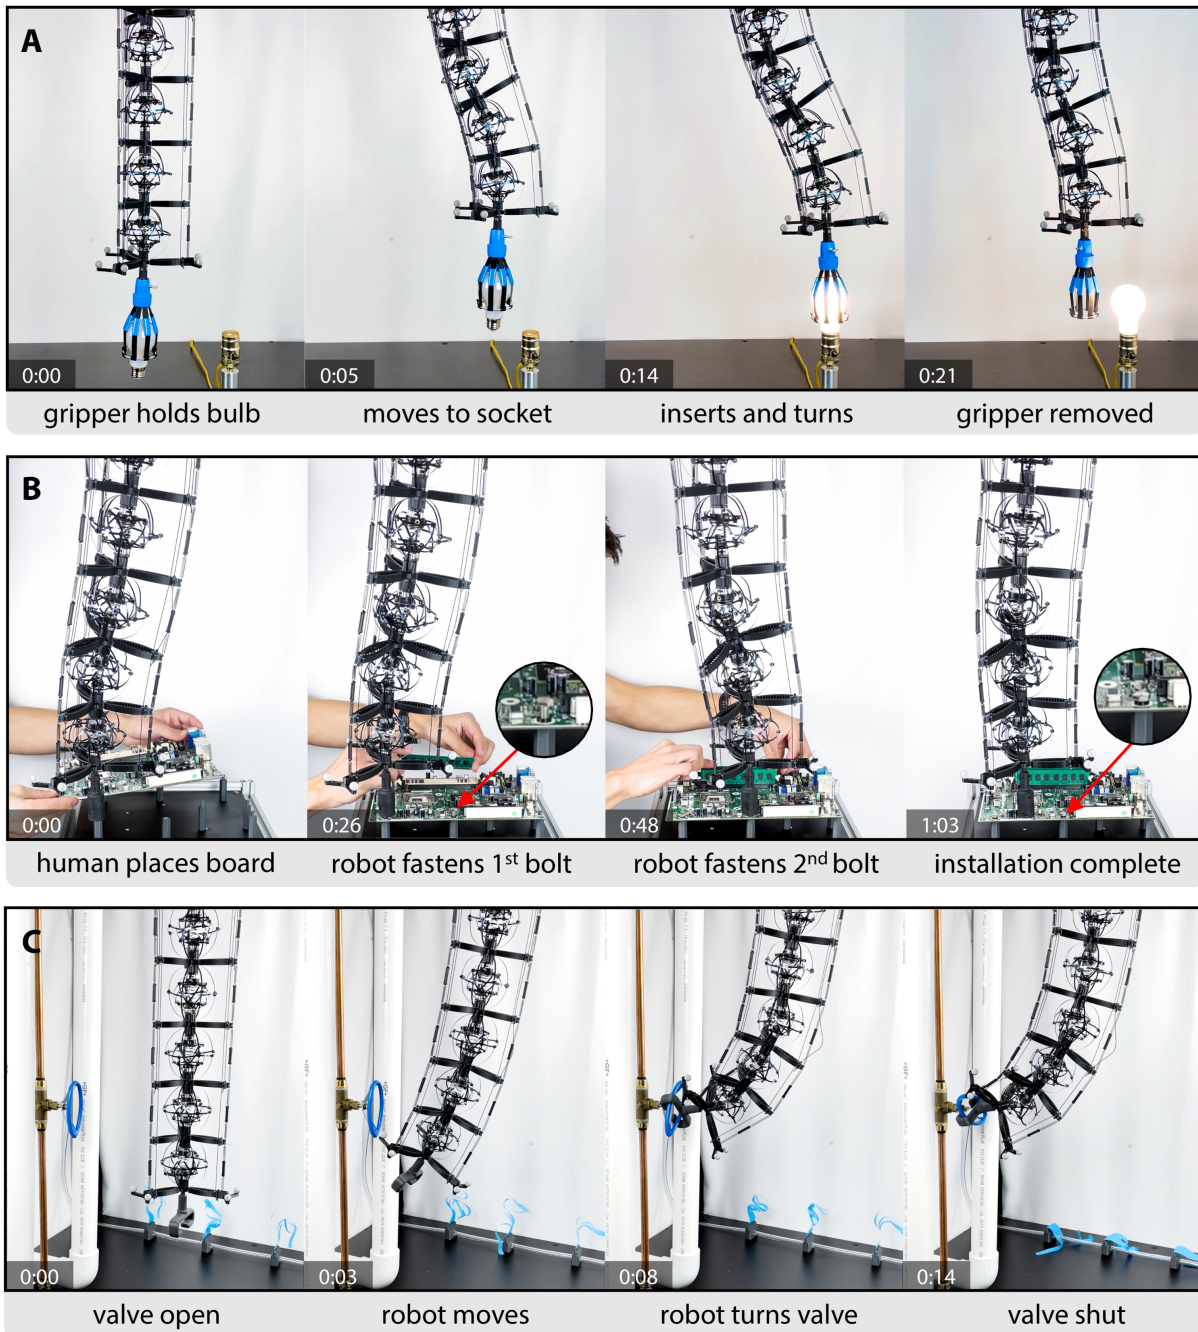 A
0:00
0:05
0:14
0:21
gripper holds bulb
moves to socket
inserts and turns
gripper removed
B
0:00
0:26
0:48
1:03
human places board
robot fastens 1st bolt
robot fastens 2nd bolt
installation complete
C
0:00
0:03
0:08
0:14
valve open
robot moves
robot turns valve
valve shut